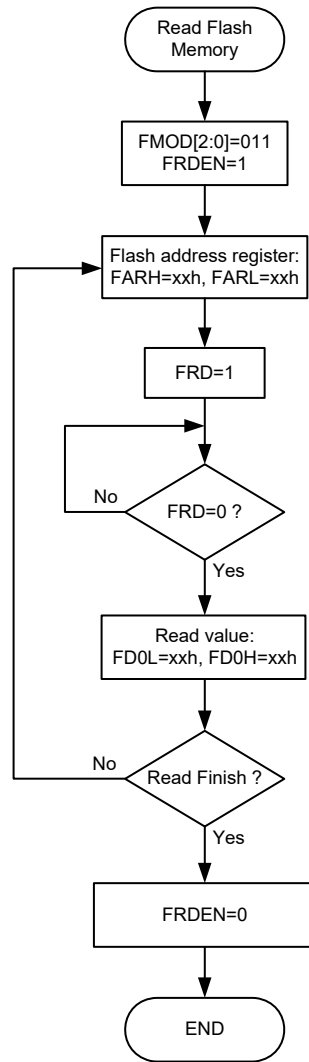 Read Flash
Memory
FMOD[2:0]=011
FRDEN=1
Flash address register:
FARH=xxh, FARL=xxh
FRD=1
No
FRD=0 ?
Yes
Read value:
FD0L=xxh, FD0H=xxh
No
Read Finish ?
Yes
FRDEN=0
END